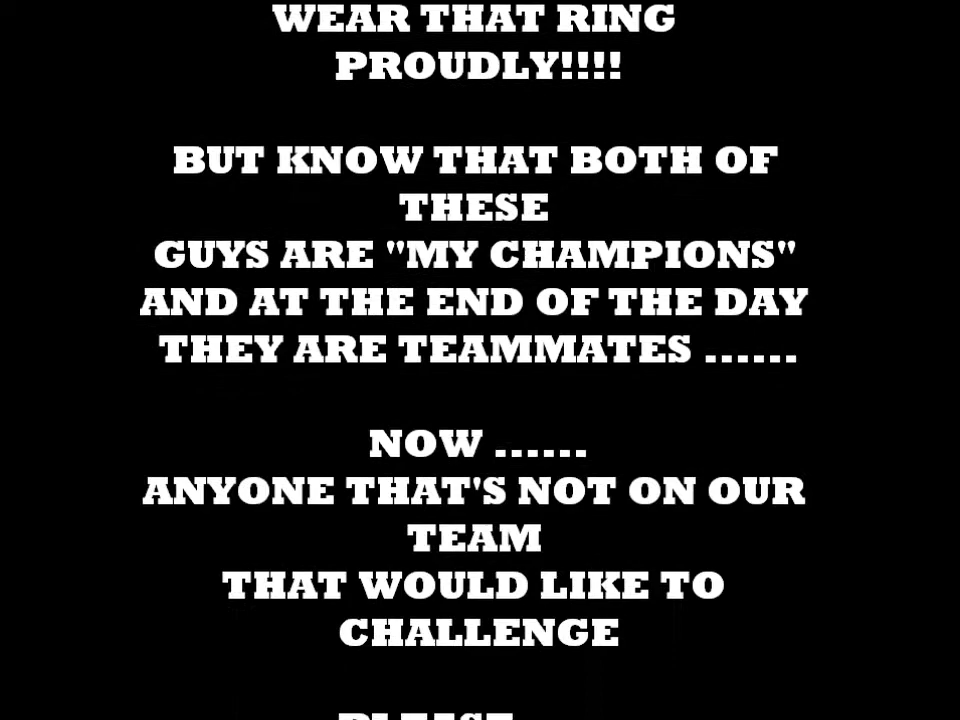 WEAR THAT RING
PROUDLY!!!!
BUT KNOW THAT BOTH OF
THESE
GUYS ARE "MY CHAMPIONS"
AND AT THE END OF THE DAY
THEY ARE TEAMMATES ......
NOW ......
ANYONE THAT'S NOT ON OUR
TEAM
THAT WOULD LIKE TO
CHALLENGE